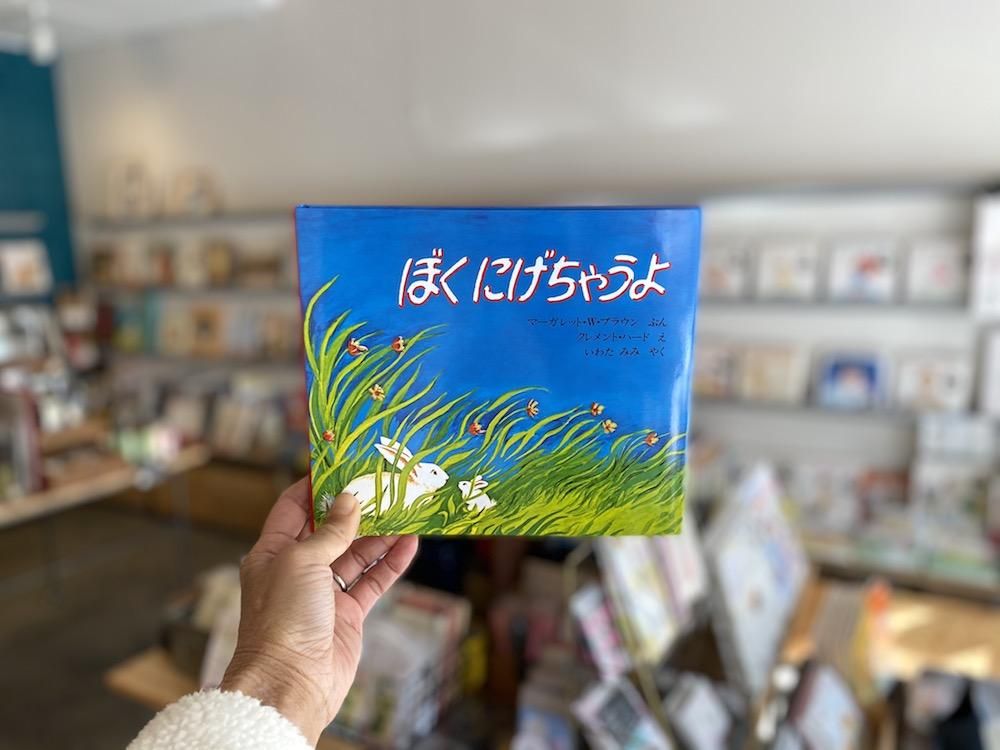 ぼく にげちゃうよ
マーガレット・W・ブラウン ぶん
クレメント・ハード え
いわた みみ やく